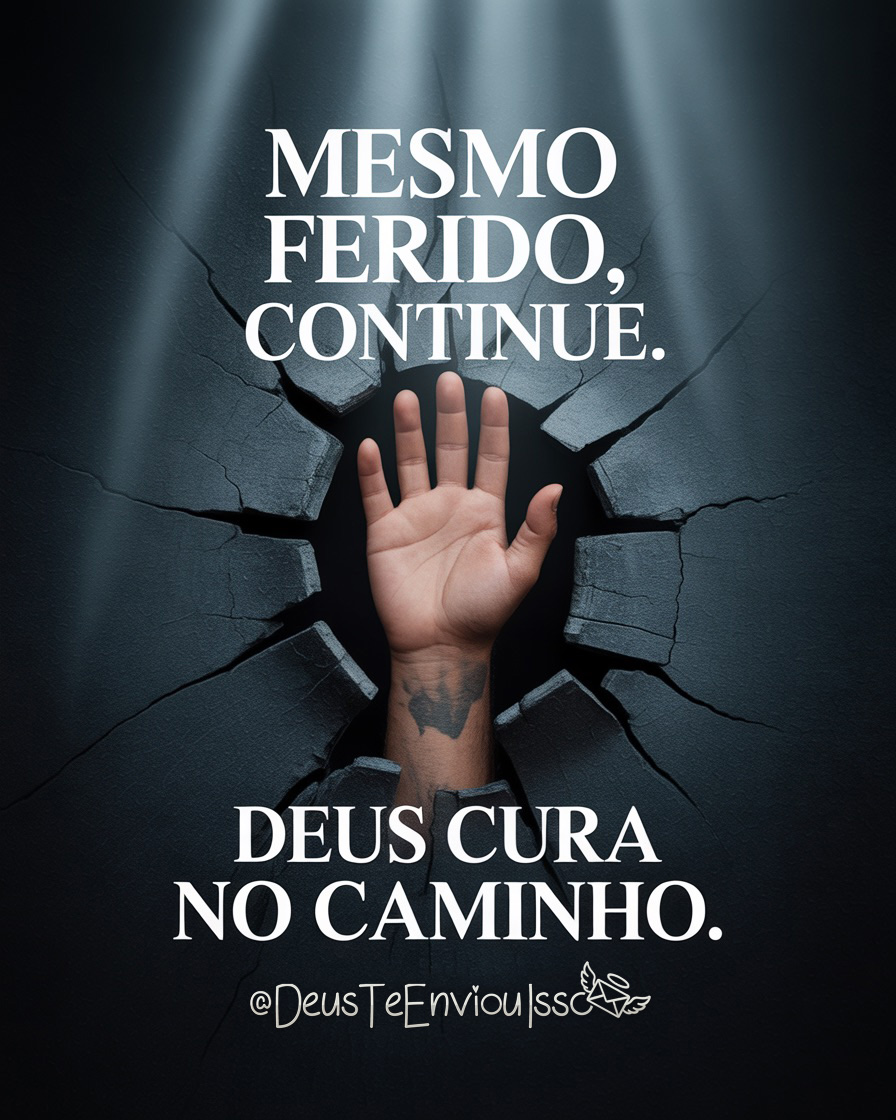 MESMO
FERIDO,
CONTINUE.
DEUS CURA
NO CAMINHO.
@DeusTeEnviouIsso